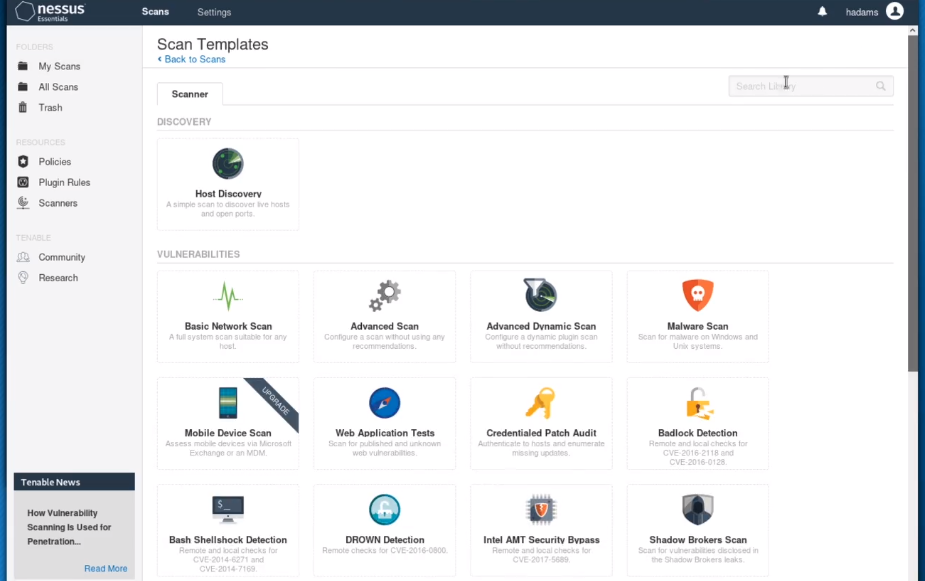 nessus
Essentials
Scans
Settings
hadams
FOLDERS
My Scans
All Scans
Trash
RESOURCES
Policies
Plugin Rules
Scanners
TENABLE
Community
Research
Tenable News
How Vulnerability
Scanning Is Used for
Penetration...
Read More
Scan Templates
Back to Scans
Scanner
Search Library
DISCOVERY
Host Discovery
A simple scan to discover live hosts
and open ports.
VULNERABILITIES
Basic Network Scan
A full system scan suitable for any
host.
Advanced Scan
Configure a scan without using any
recommendations.
Advanced Dynamic Scan
Configure a dynamic plugin scan
without recommendations.
Malware Scan
Scan for malware on Windows and
Unix systems.
UPGRADE
Mobile Device Scan
Assess mobile devices via Microsoft
Exchange or an MDM.
Web Application Tests
Scan for published and unknown
web vulnerabilities.
Credentialed Patch Audit
Authenticate to hosts and enumerate
missing updates.
Badlock Detection
Remote and local checks for
CVE-2016-2118 and
CVE-2016-0128.
$_
Bash Shellshock Detection
Remote and local checks for
CVE-2014-6271 and
CVE-2014-7169.
DROWN Detection
Remote checks for CVE-2016-0800.
Intel AMT Security Bypass
Remote and local checks for
CVE-2017-5689.
Shadow Brokers Scan
Scan for vulnerabilities disclosed in
the Shadow Brokers leaks.